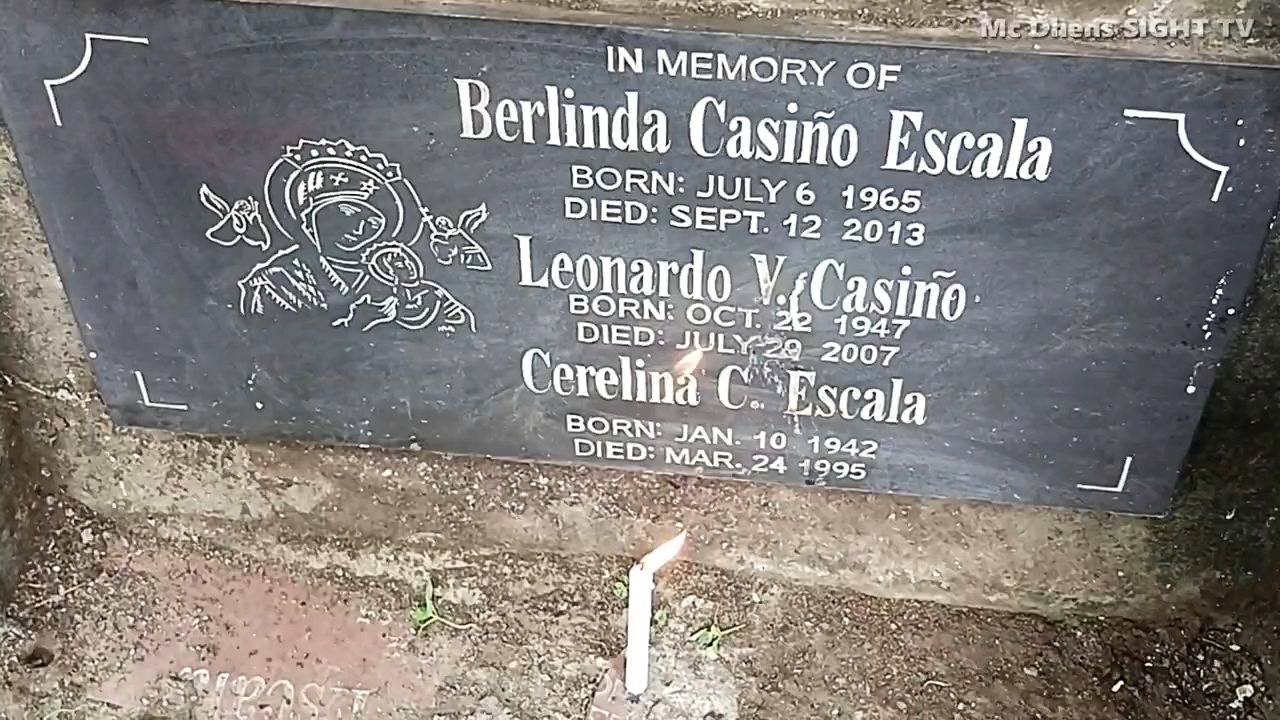 Mc Dhens SIGHT TV
IN MEMORY OF
Berlinda Casiño Escala
BORN: JULY 6 1965
DIED: SEPT. 12 2013
Leonardo V. Casiño
BORN: OCT. 22 1947
DIED: JULY 29 2007
Cerelina C. Escala
BORN: JAN. 10 1942
DIED: MAR. 24 1995